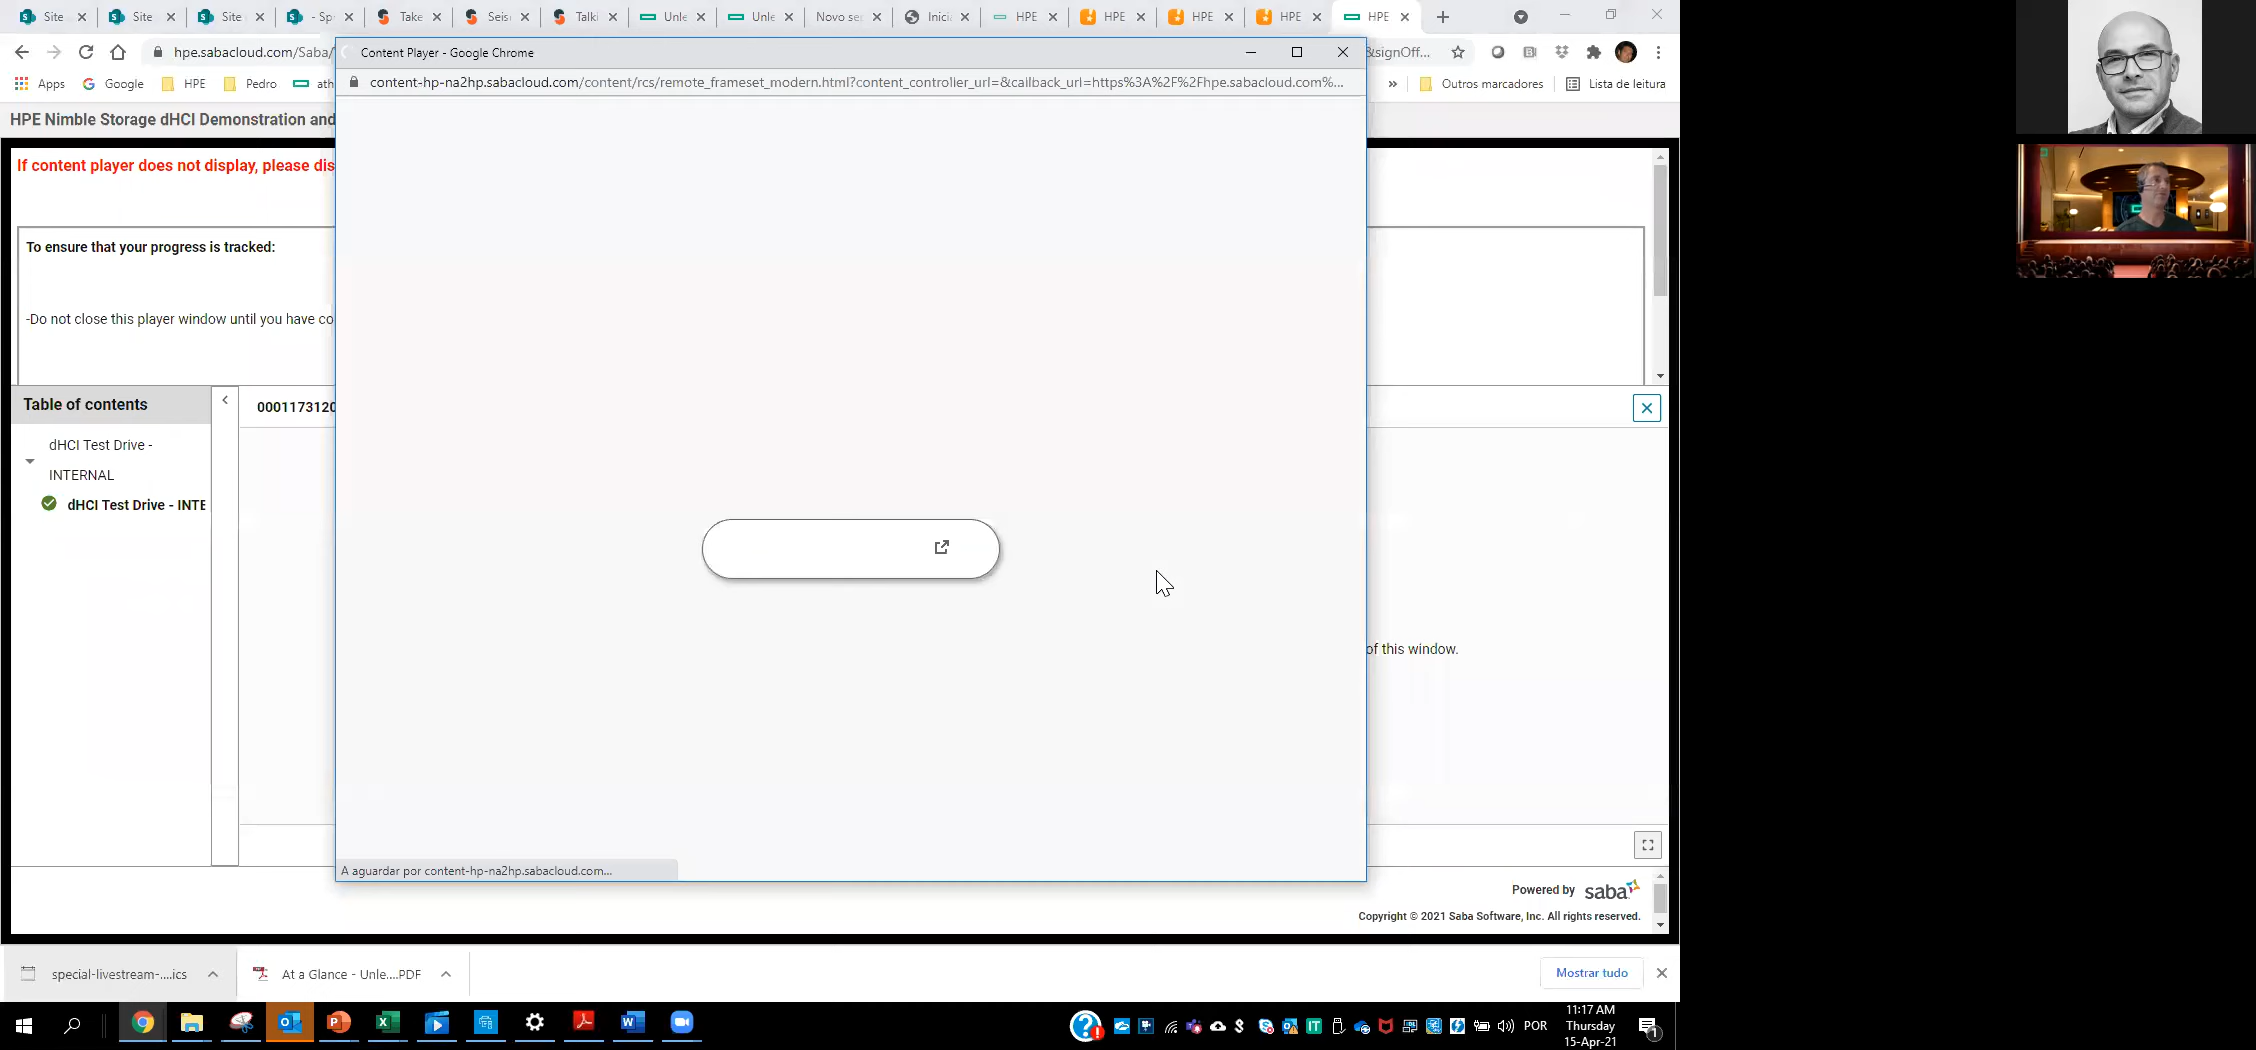 Site
Site
Site
- Sp
Take
Seis
Talki
Unle
Unle
Novo se
Inicia
HPE
HPE
HPE
HPE
HPE
hpe.sabacloud.com/Saba/
Content Player - Google Chrome
&signOff...
Apps
Google
HPE
Pedro
ath
content-hp-na2hp.sabacloud.com/content/rcs/remote_frameset_modern.html?content_controller_url=&callback_url=https%3A%2F%2Fhpe.sabacloud.com%...
»
Outros marcadores
Lista de leitura
HPE Nimble Storage dHCI Demonstration and
If content player does not display, please dis
To ensure that your progress is tracked:
-Do not close this player window until you have co
Table of contents
0001173120
dHCI Test Drive -
INTERNAL
dHCI Test Drive - INTE
of this window.
A aguardar por content-hp-na2hp.sabacloud.com...
Powered by saba
Copyright © 2021 Saba Software, Inc. All rights reserved.
special-livestream-....ics
At a Glance - Unle....PDF
Mostrar tudo
POR
11:17 AM
Thursday
15-Apr-21
1